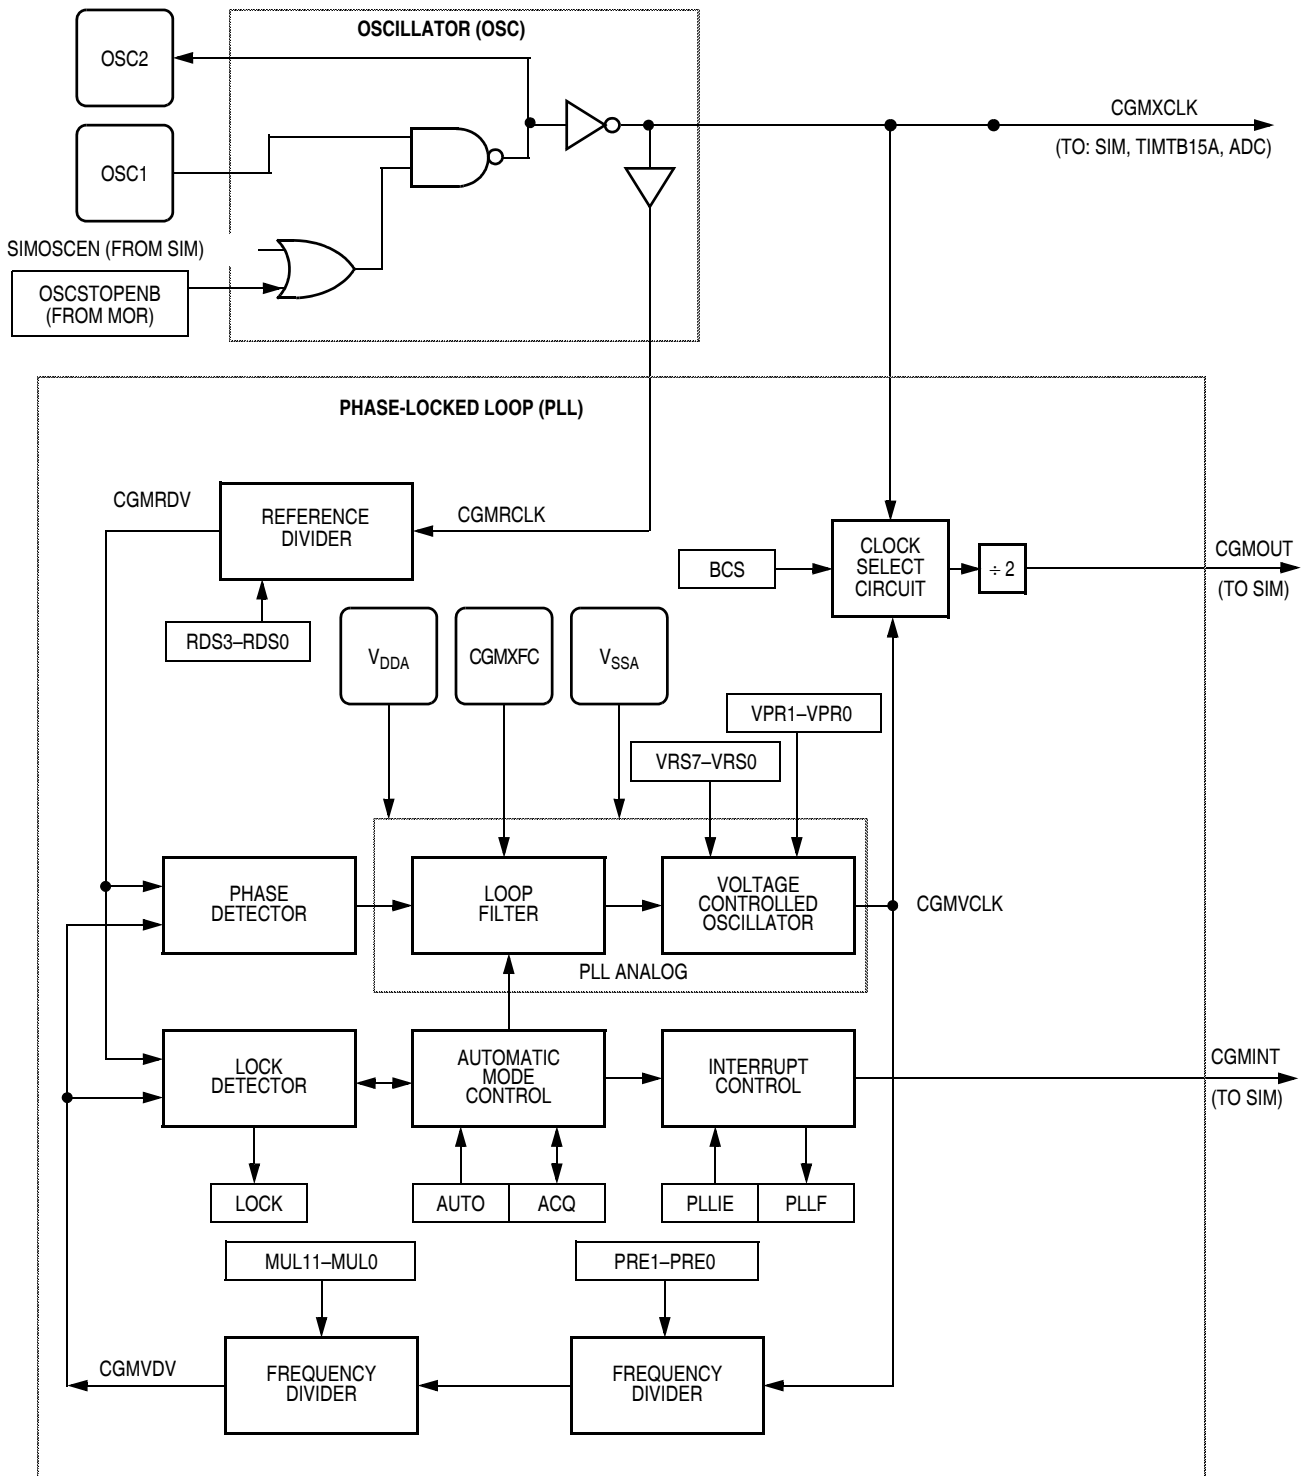 OSCILLATOR (OSC)
OSC2
OSC1
CGMXCLK
(TO: SIM, TIMTB15A, ADC)
SIMOSCEN (FROM SIM)
OSCSTOPENB
(FROM MOR)
PHASE-LOCKED LOOP (PLL)
CGMRDV
REFERENCE
DIVIDER
CGMRCLK
RDS3–RDS0
BCS
CLOCK
SELECT
CIRCUIT
÷ 2
CGMOUT
(TO SIM)
VDDA
CGMXFC
VSSA
VPR1–VPR0
VRS7–VRS0
PHASE
DETECTOR
LOOP
FILTER
VOLTAGE
CONTROLLED
OSCILLATOR
CGMVCLK
PLL ANALOG
LOCK
DETECTOR
AUTOMATIC
MODE
CONTROL
INTERRUPT
CONTROL
CGMINT
(TO SIM)
LOCK
AUTO
ACQ
PLLIE
PLLF
MUL11–MUL0
PRE1–PRE0
CGMVDV
FREQUENCY
DIVIDER
FREQUENCY
DIVIDER